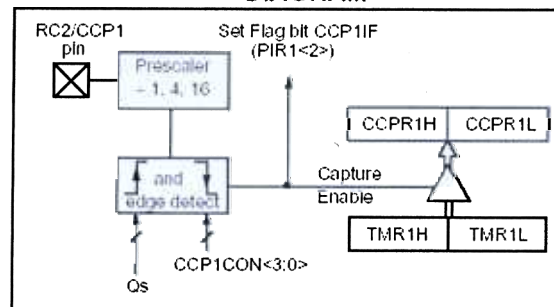 RC2/CCP1
pin
Prescaler
÷ 1, 4, 16
Set Flag bit CCP1IF
(PIR1<2>)
CCPR1H CCPR1L
and
edge detect
Capture
Enable
TMR1H TMR1L
CCP1CON<3:0>
Qs